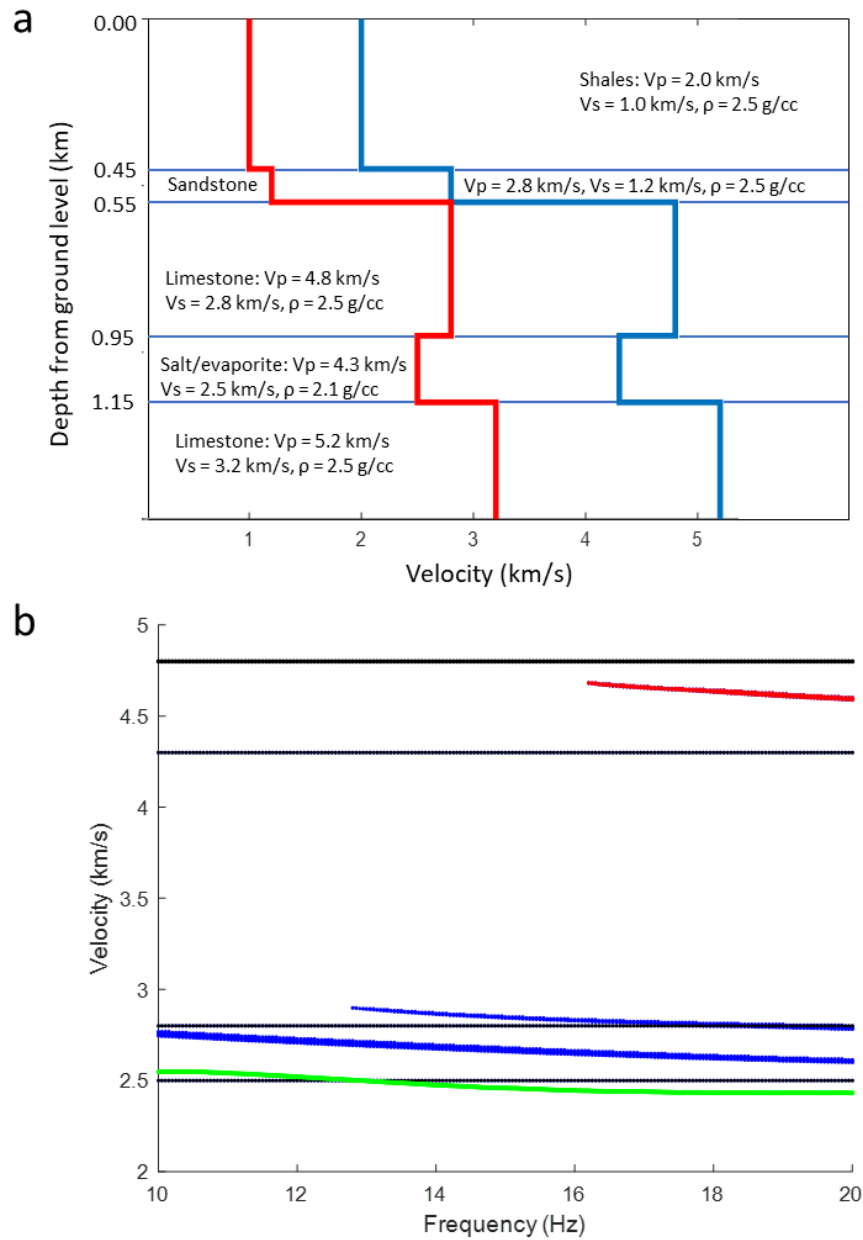 a
0.00
Shales: Vp = 2.0 km/s
Vs = 1.0 km/s, ρ = 2.5 g/cc
0.45
Sandstone
Vp = 2.8 km/s, Vs = 1.2 km/s, ρ = 2.5 g/cc
0.55
Depth from ground level (km)
Limestone: Vp = 4.8 km/s
Vs = 2.8 km/s, ρ = 2.5 g/cc
0.95
Salt/evaporite: Vp = 4.3 km/s
Vs = 2.5 km/s, ρ = 2.1 g/cc
1.15
Limestone: Vp = 5.2 km/s
Vs = 3.2 km/s, ρ = 2.5 g/cc
1 2 3 4 5
Velocity (km/s)
b
5
4.5
4
3.5
3
2.5
2
Velocity (km/s)
10 12 14 16 18 20
Frequency (Hz)